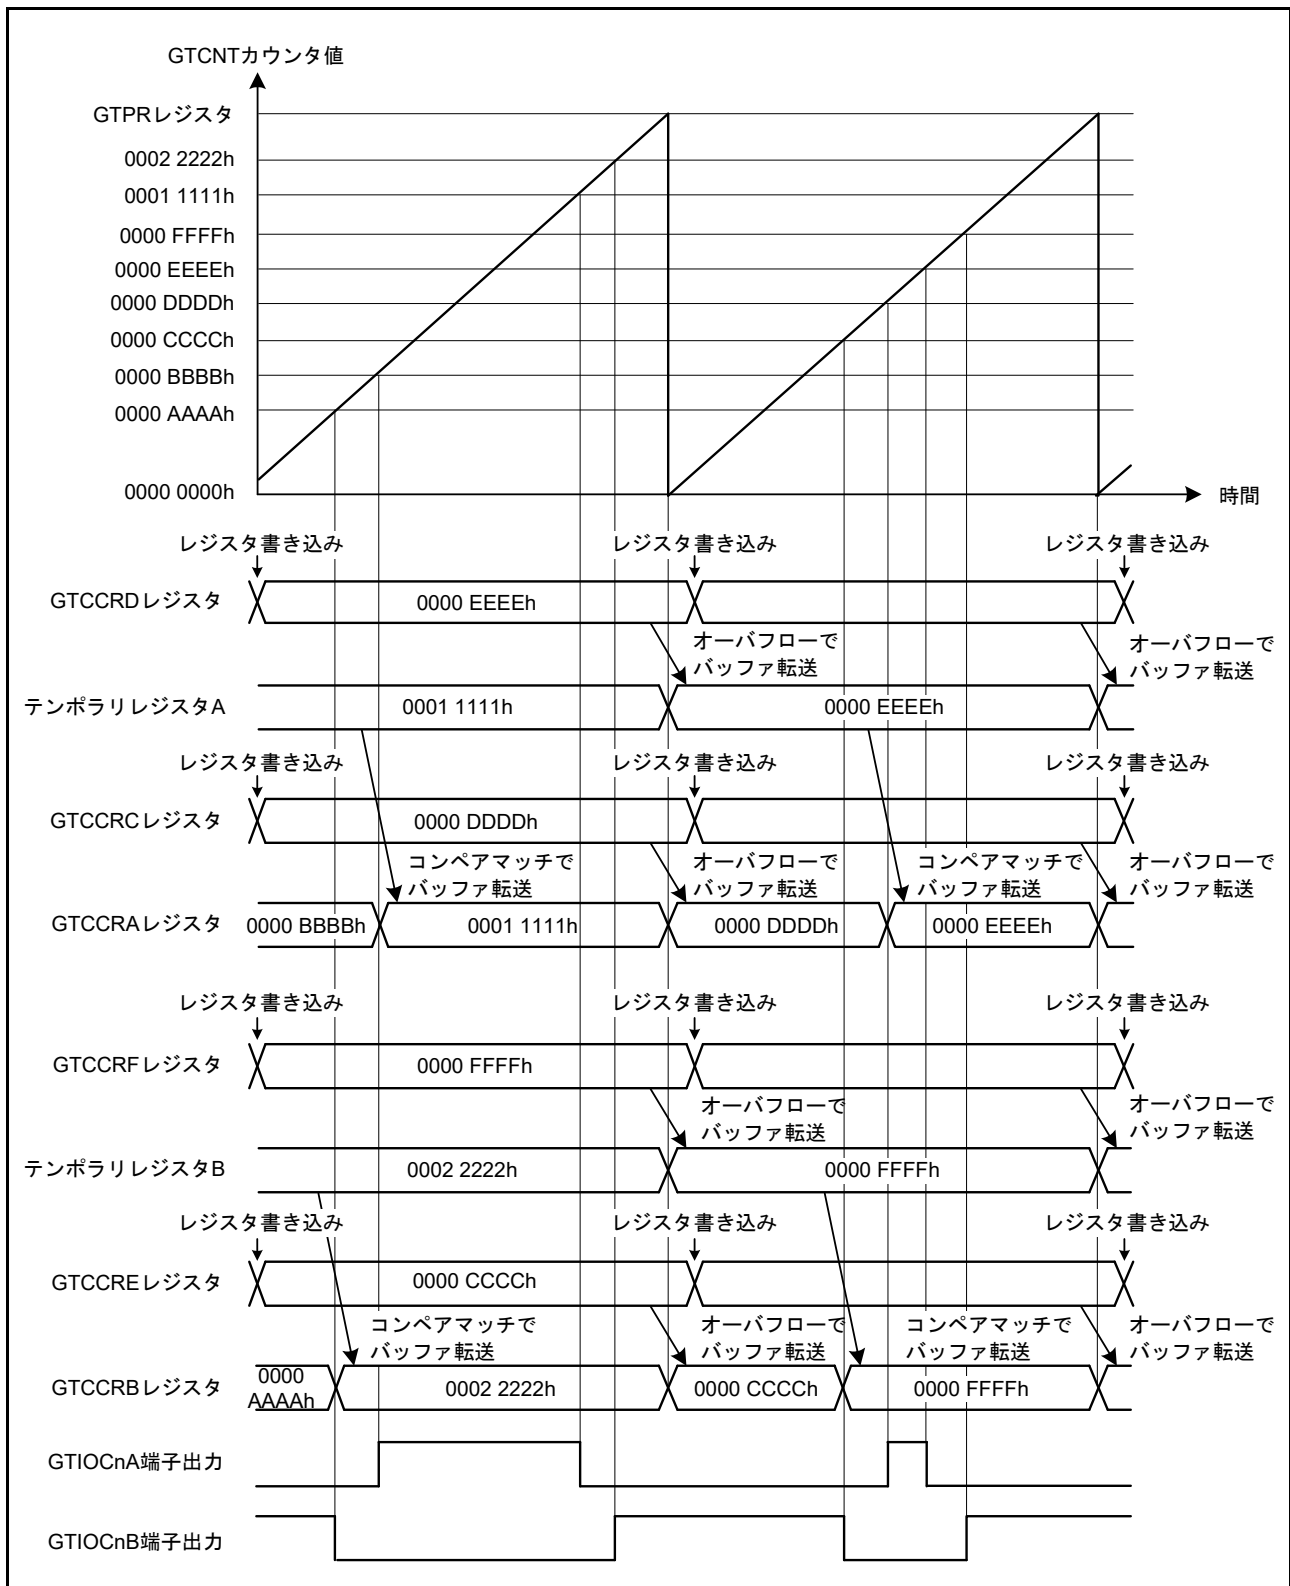 GTCNTカウンタ値
GTPRレジスタ
0002 2222h
0001 1111h
0000 FFFFh
0000 EEEEh
0000 DDDDh
0000 CCCCh
0000 BBBBh
0000 AAAAh
0000 0000h
時間
レジスタ書き込み レジスタ書き込み レジスタ書き込み
GTCCRDレジスタ 0000 EEEEh
オーバフローで オーバフローで
バッファ転送 バッファ転送
テンポラリレジスタA 0001 1111h 0000 EEEEh
レジスタ書き込み レジスタ書き込み レジスタ書き込み
GTCCRCレジスタ 0000 DDDDh
コンペアマッチで オーバフローで コンペアマッチで オーバフローで
バッファ転送 バッファ転送 バッファ転送 バッファ転送
GTCCRAレジスタ 0000 BBBBh 0001 1111h 0000 DDDDh 0000 EEEEh
レジスタ書き込み レジスタ書き込み レジスタ書き込み
GTCCRFレジスタ 0000 FFFFh
オーバフローで オーバフローで
バッファ転送 バッファ転送
テンポラリレジスタB 0002 2222h 0000 FFFFh
レジスタ書き込み レジスタ書き込み レジスタ書き込み
GTCCREレジスタ 0000 CCCCh
コンペアマッチで オーバフローで コンペアマッチで オーバフローで
バッファ転送 バッファ転送 バッファ転送 バッファ転送
GTCCRBレジスタ 0000 AAAAh 0002 2222h 0000 CCCCh 0000 FFFFh
GTIOCnA端子出力
GTIOCnB端子出力